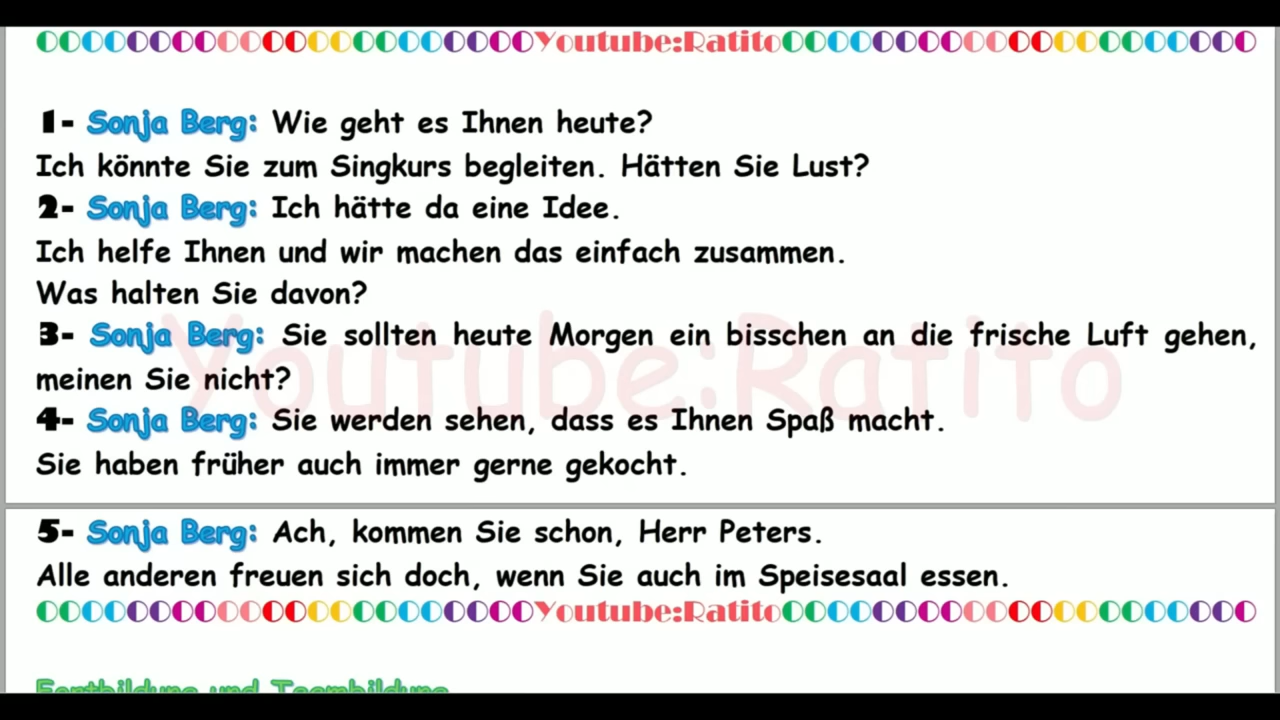 Youtube:Ratito
1- Sonja Berg: Wie geht es Ihnen heute?
Ich könnte Sie zum Singkurs begleiten. Hätten Sie Lust?
2- Sonja Berg: Ich hätte da eine Idee.
Ich helfe Ihnen und wir machen das einfach zusammen.
Was halten Sie davon?
3- Sonja Berg: Sie sollten heute Morgen ein bisschen an die frische Luft gehen,
meinen Sie nicht?
Youtube:Ratito
4- Sonja Berg: Sie werden sehen, dass es Ihnen Spaß macht.
Sie haben früher auch immer gerne gekocht.
5- Sonja Berg: Ach, kommen Sie schon, Herr Peters.
Alle anderen freuen sich doch, wenn Sie auch im Speisesaal essen.
Youtube:Ratito
Fortbildung und Teambildung